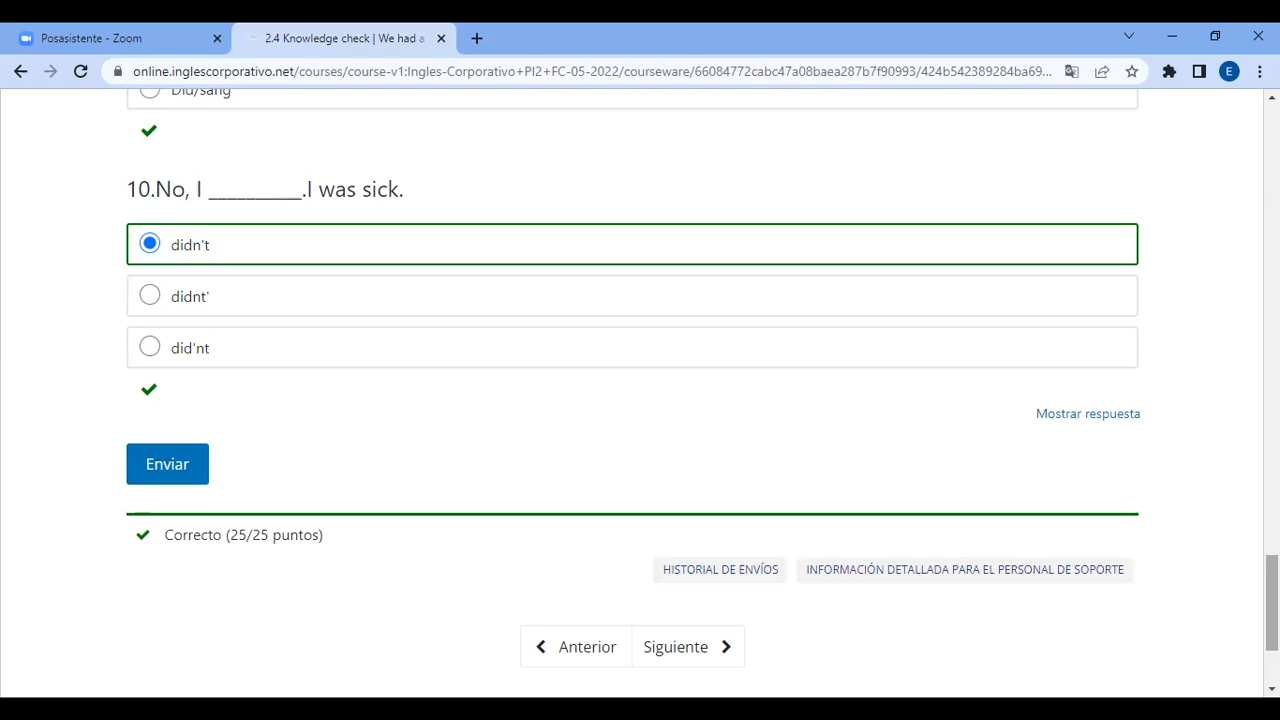 Posasistente - Zoom
2.4 Knowledge check | We had a
online.inglescorporativo.net/courses/course-v1:Ingles-Corporativo+PI2+FC-05-2022/courseware/66084772cabc47a08baea287b7f90993/424b542389284ba69...
E
Did/sang
10.No, I __________.I was sick.
didn't
didnt'
did'nt
Mostrar respuesta
Enviar
Correcto (25/25 puntos)
HISTORIAL DE ENVÍOS
INFORMACIÓN DETALLADA PARA EL PERSONAL DE SOPORTE
Anterior
Siguiente